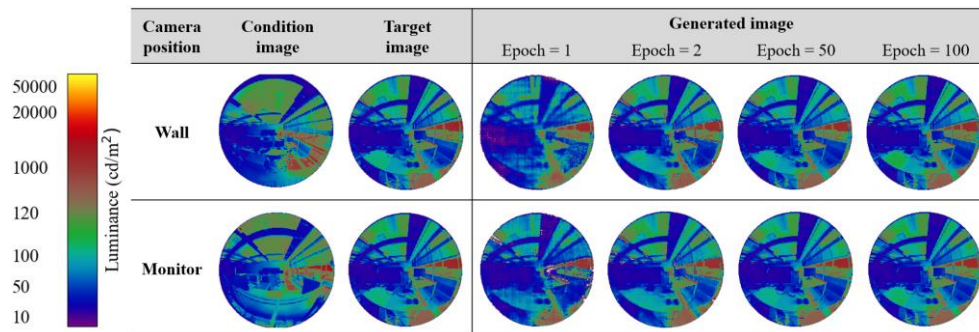 Camera position
Condition image
Target image
Generated image
Epoch = 1
Epoch = 2
Epoch = 50
Epoch = 100
50000
20000
1000
120
100
50
10
Luminance (cd/m²)
Wall
Monitor